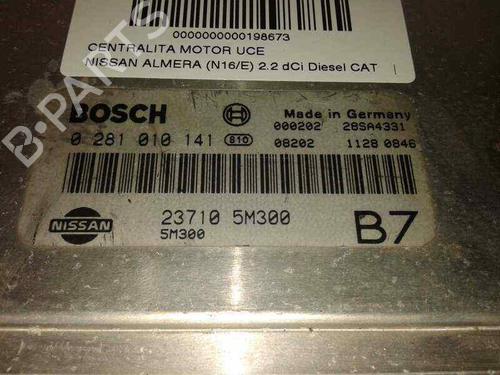 0000000000198673
CENTRALITA MOTOR UCE
NISSAN ALMERA (N16/E) 2.2 dCi Diesel CAT
B-PARTS
BOSCH
Made in Germany
000202 28SA4331
0 281 010 141 S10
08202 1128 0846
NISSAN
23710 5M300
5M300
B7